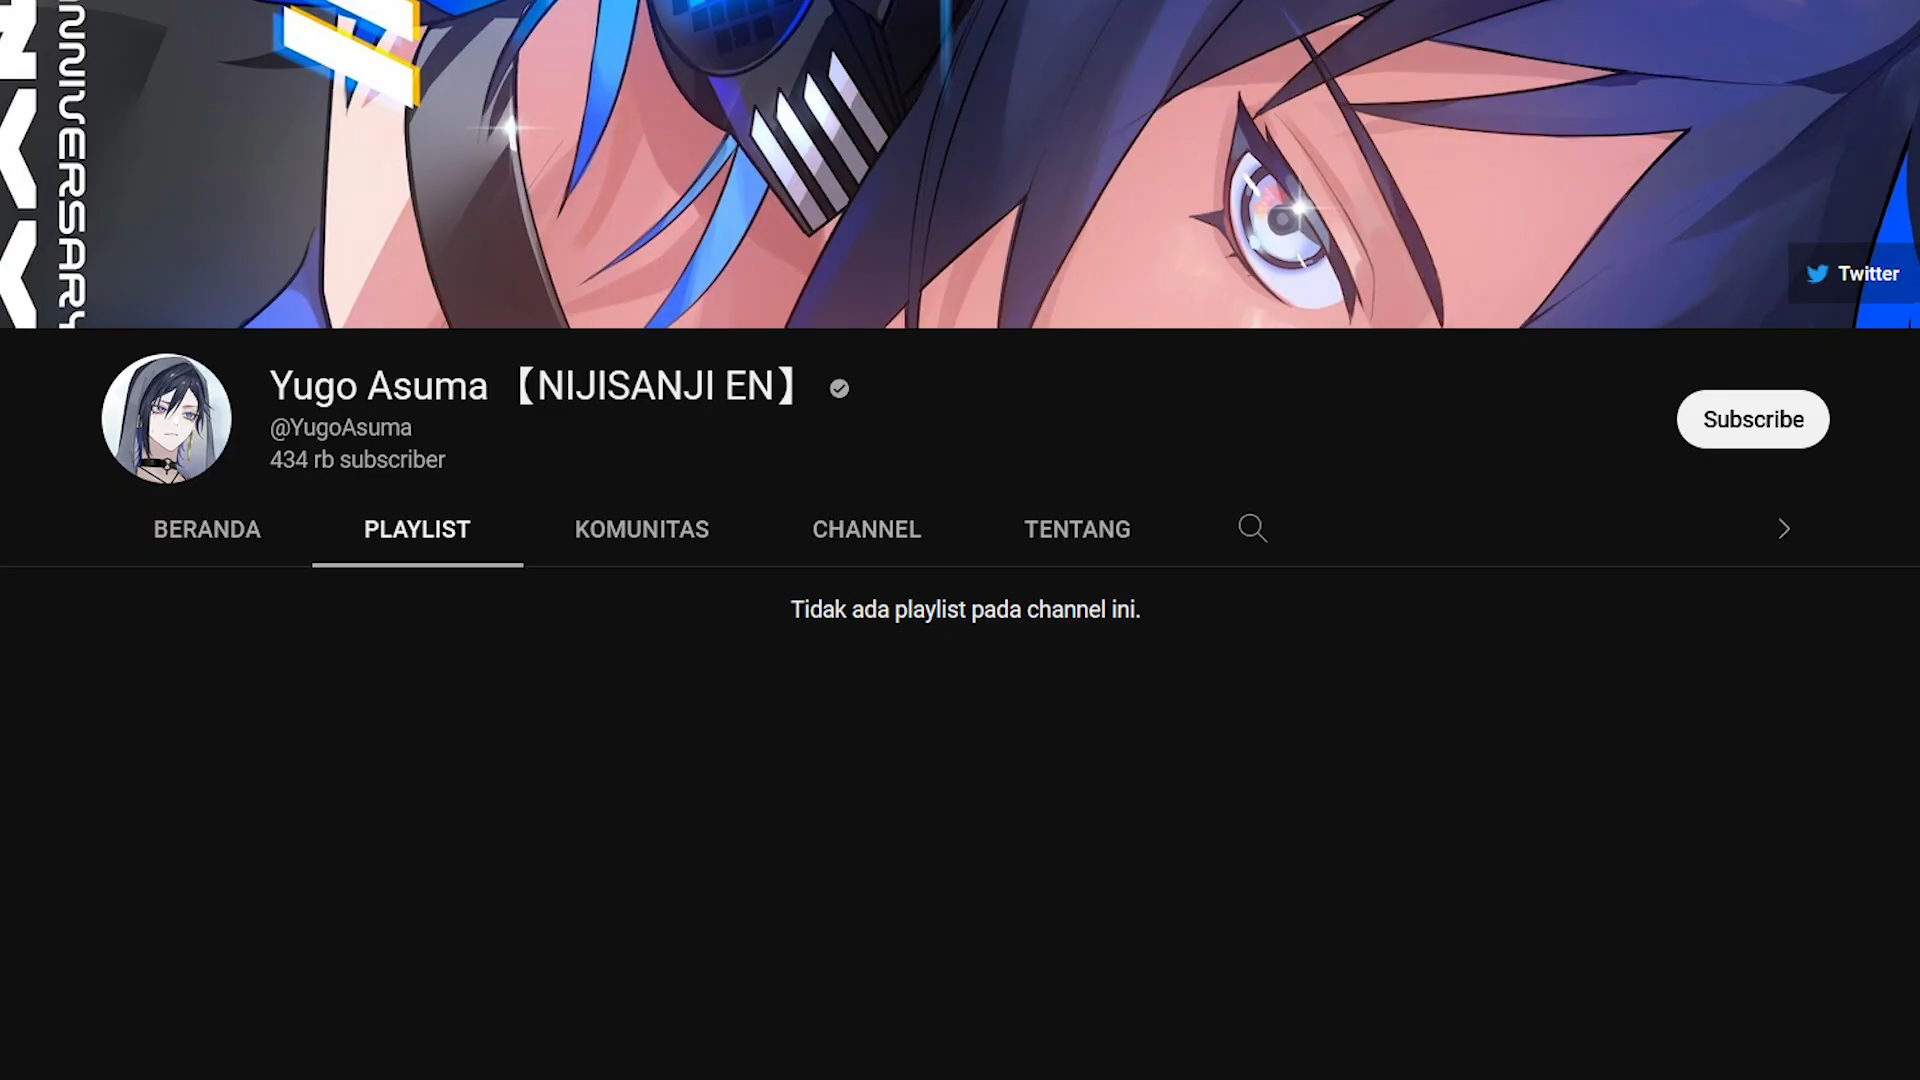 ANNIVERSARY
Twitter
Yugo Asuma 【NIJISANJI EN】
@YugoAsuma
434 rb subscriber
Subscribe
BERANDA
PLAYLIST
KOMUNITAS
CHANNEL
TENTANG
Tidak ada playlist pada channel ini.